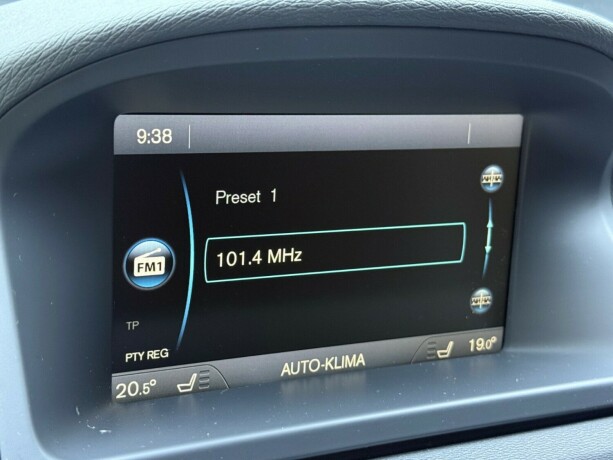 9:38
Preset 1
101.4 MHz
FM1
TP
PTY REG
AUTO-KLIMA
20.5°
19.0°